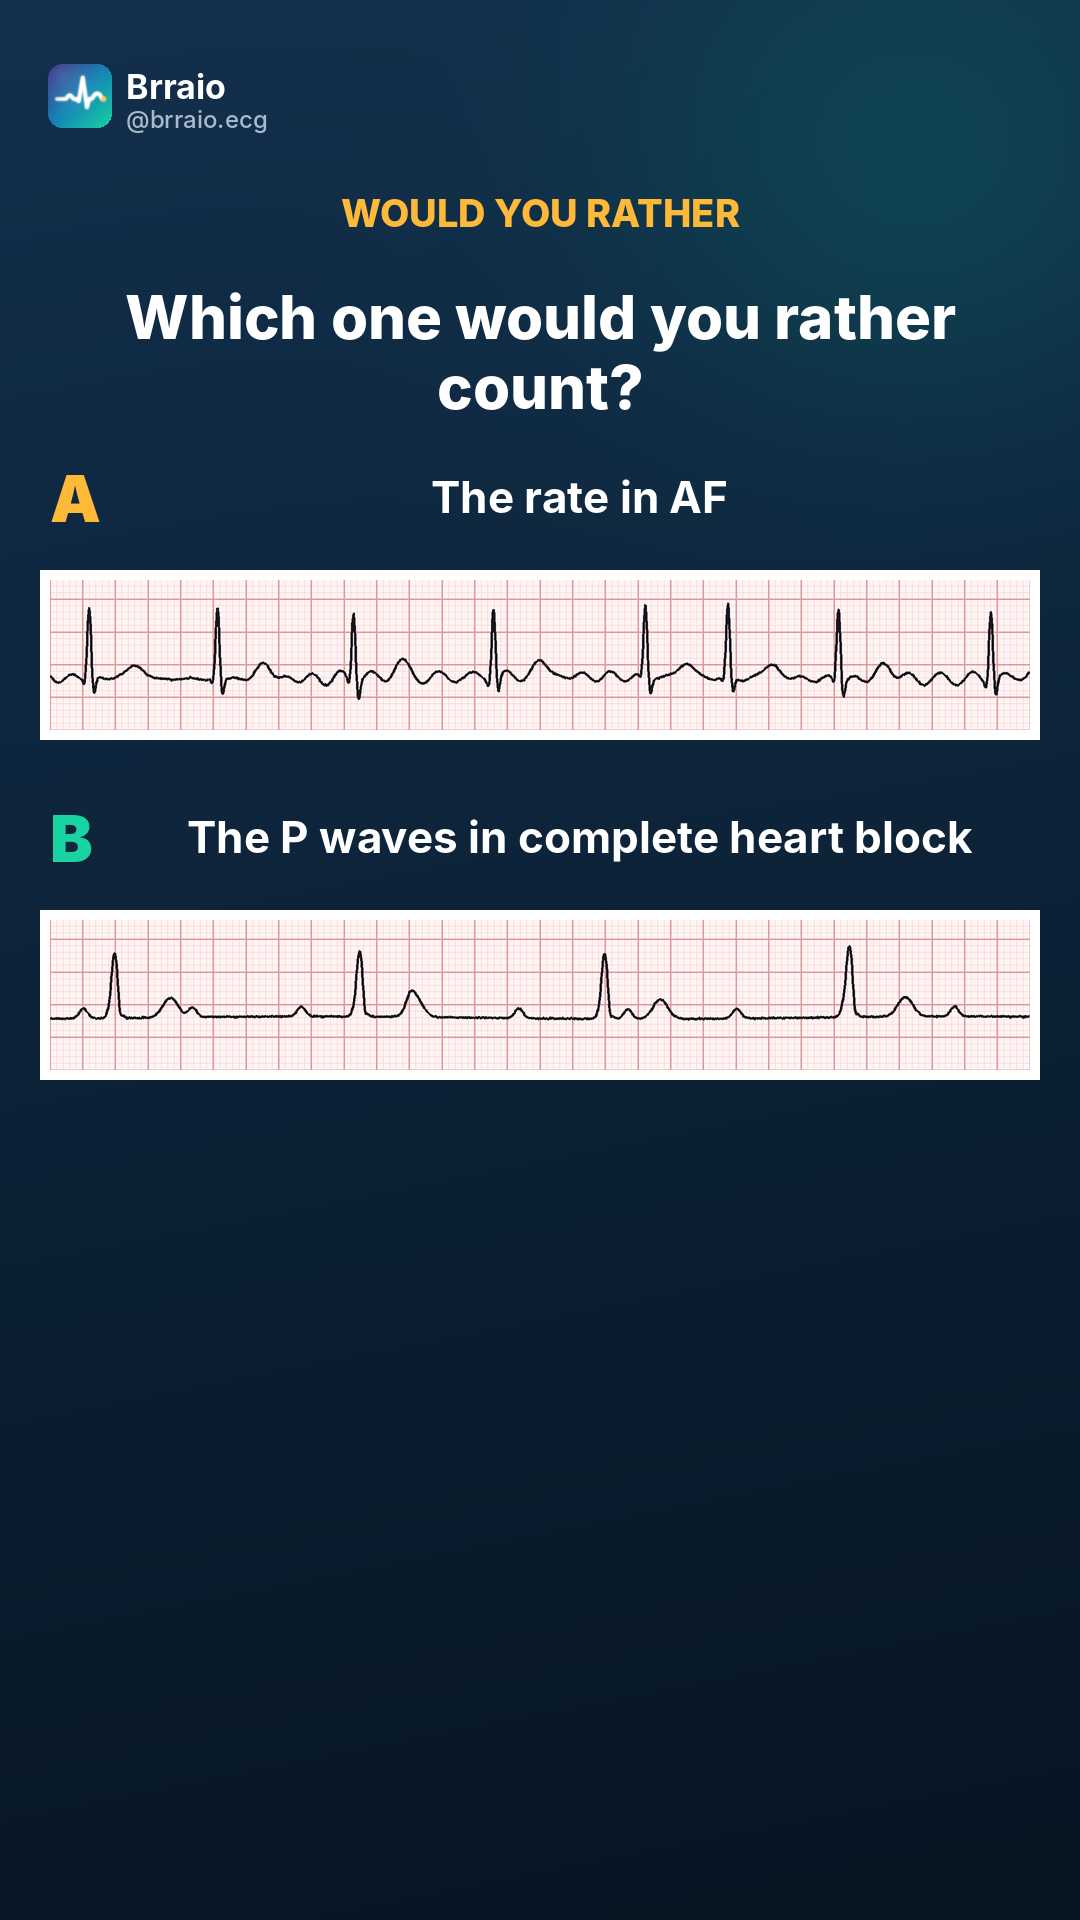 Brraio
@brraio.ecg
WOULD YOU RATHER
Which one would you rather
count?
A
The rate in AF
B
The P waves in complete heart block